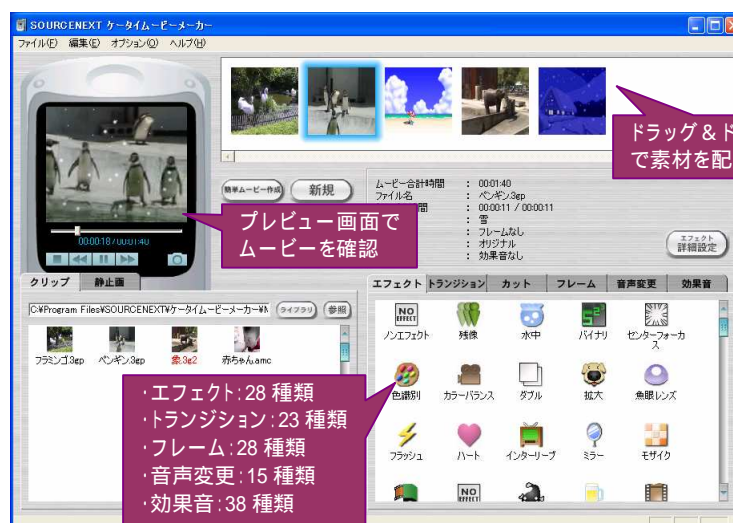 SOURCENEXT ケータイムービーメーカー
ファイル(F) 編集(E) オプション(O) ヘルプ(H)
ドラッグ＆ド
で素材を配
簡単ムービー作成
新規
ムービー合計時間 : 00:01:40
ファイル名 : ペンギン.3gp
間 : 00:00:11 / 00:00:11
: 雪
: フレームなし
: オリジナル
: 効果音なし
エフェクト
詳細設定
プレビュー画面で
ムービーを確認
00:00:18 / 00:01:40
クリップ 静止画
C:¥Program Files¥SOURCENEXT¥ケータイムービーメーカー¥M
ライブラリ 参照
フラミンゴ.3gp ペンギン.3gp 象.3g2 赤ちゃん.amc
エフェクト トランジション カット フレーム 音声変更 効果音
NO
EFFECT
ノンエフェクト 残像 水中 バイナリ センターフォーカ
ス
色識別 カラーバランス ダブル 拡大 魚眼レンズ
フラッシュ ハート インターリーブ ミラー モザイク
NO
EFFECT
・エフェクト：28 種類
・トランジション：23 種類
・フレーム：28 種類
・音声変更：15 種類
・効果音：38 種類